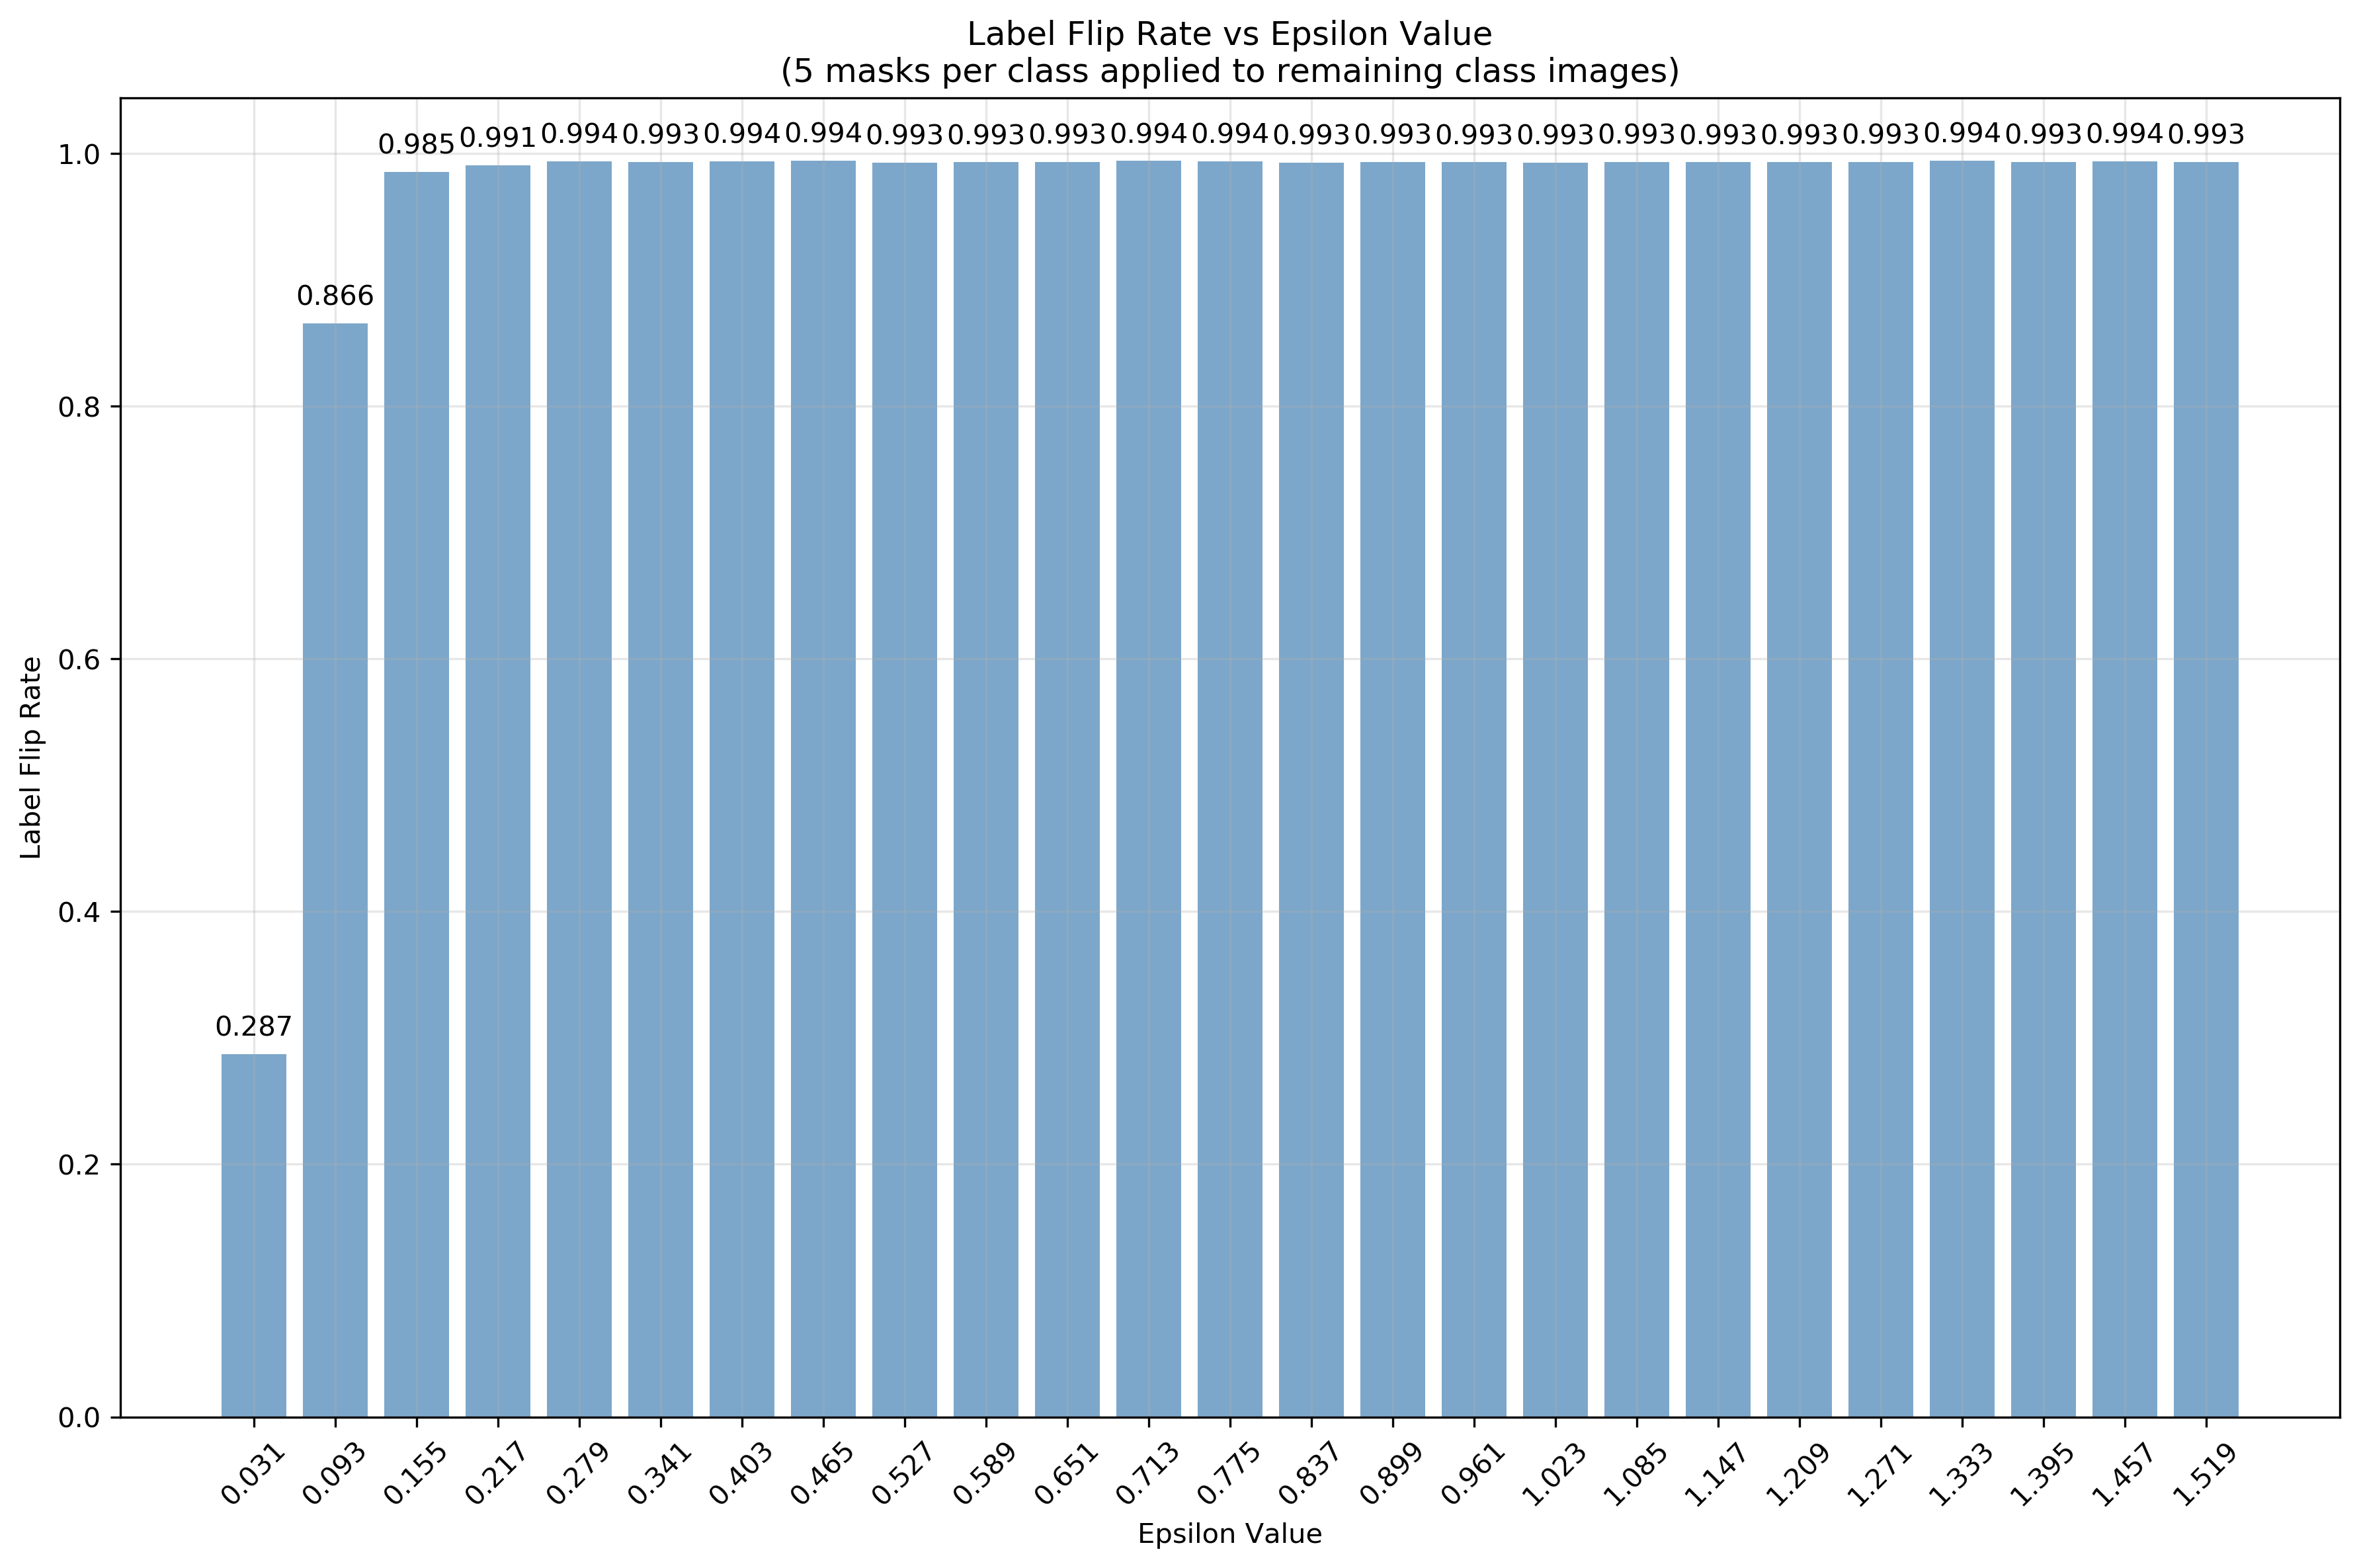 Label Flip Rate vs Epsilon Value
(5 masks per class applied to remaining class images)
0.287 0.866 0.985 0.991 0.994 0.993 0.994 0.994 0.993 0.993 0.993 0.994 0.994 0.993 0.993 0.993 0.993 0.993 0.993 0.993 0.993 0.994 0.993 0.994 0.993
Label Flip Rate
1.0
0.8
0.6
0.4
0.2
0.0
0.031 0.093 0.155 0.217 0.279 0.341 0.403 0.465 0.527 0.589 0.651 0.713 0.775 0.837 0.899 0.961 1.023 1.085 1.147 1.209 1.271 1.333 1.395 1.457 1.519
Epsilon Value